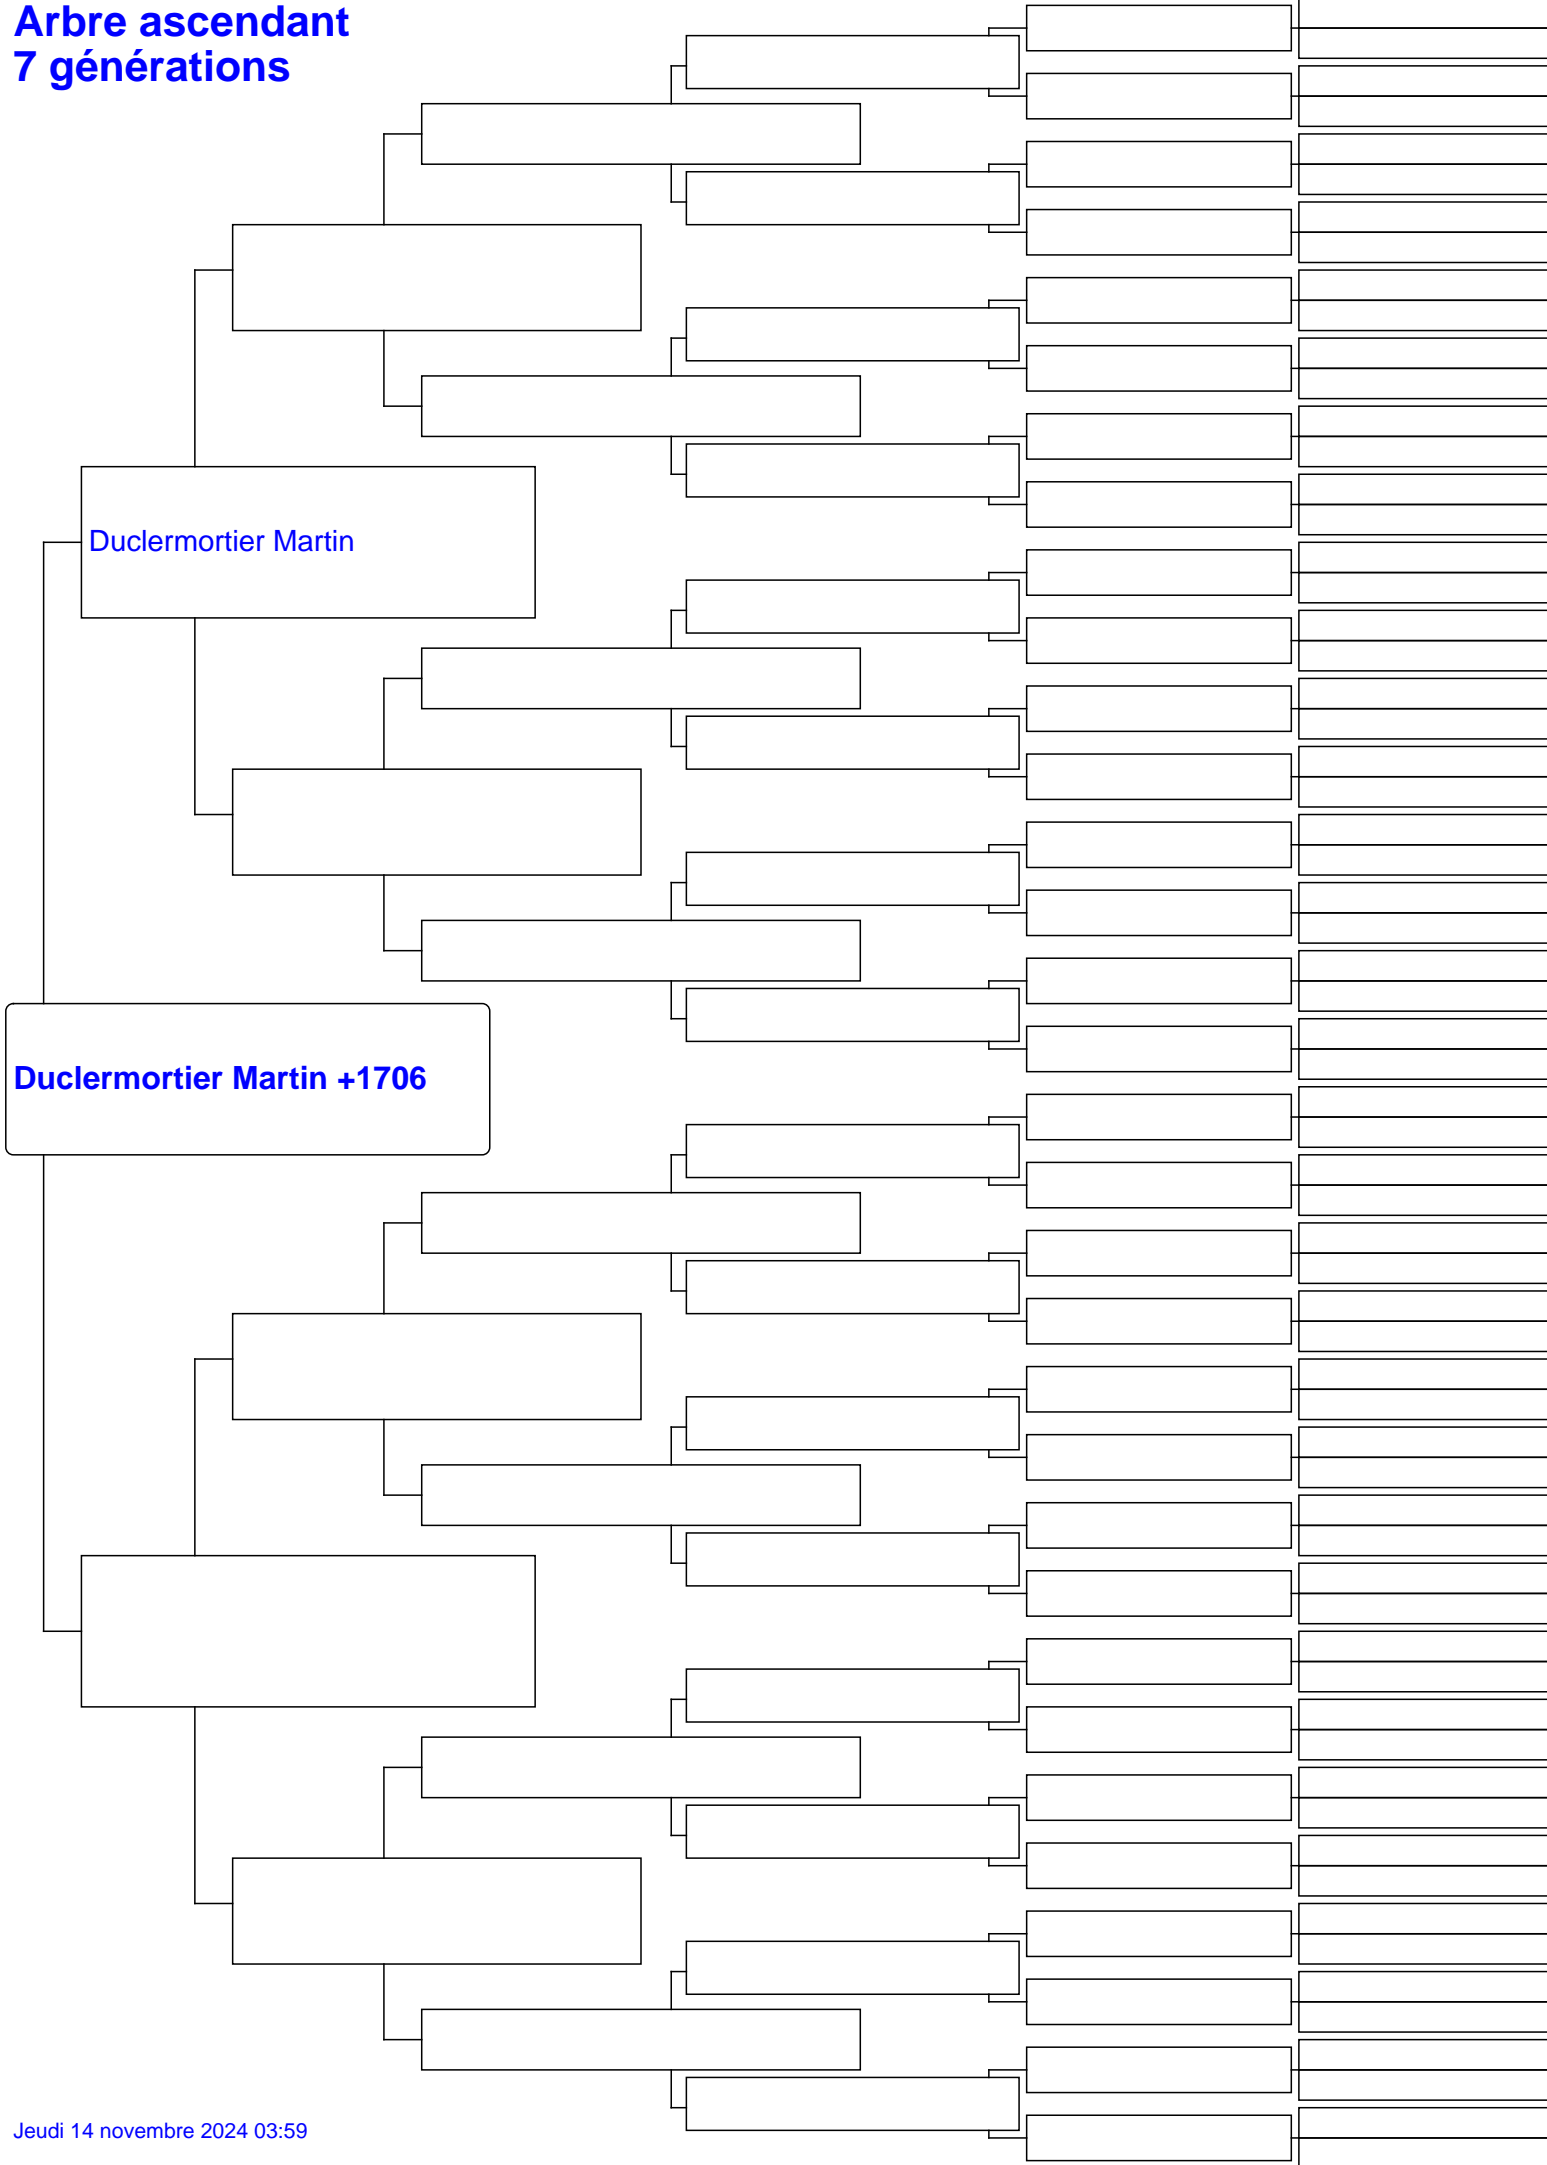 Arbre ascendant
7 générations
Duclermortier Martin
Duclermortier Martin +1706
Jeudi 14 novembre 2024 03:59